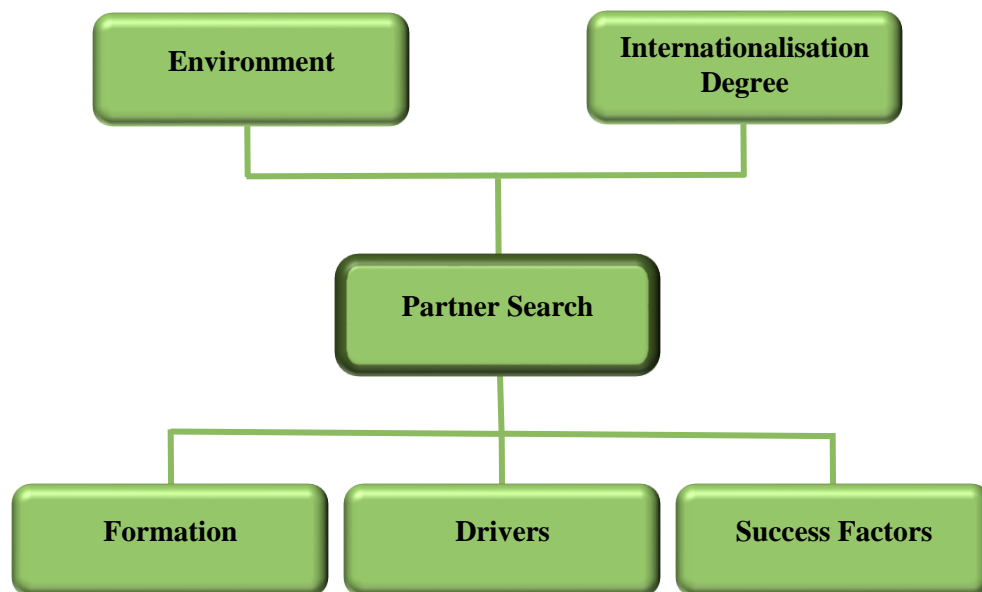 Environment
Internationalisation
Degree
Partner Search
Formation
Drivers
Success Factors